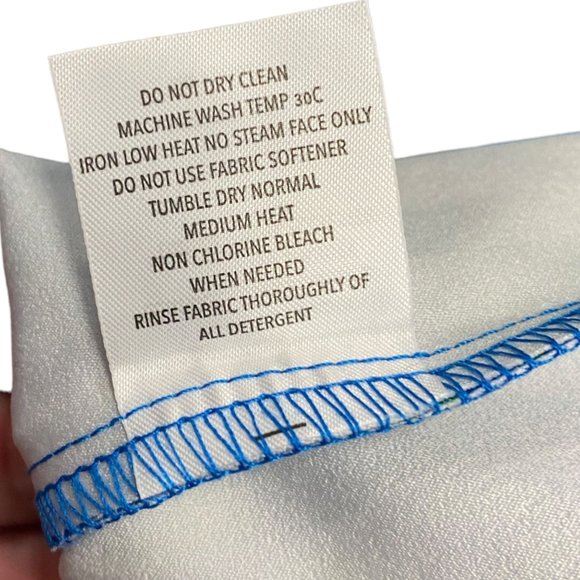 DO NOT DRY CLEAN
MACHINE WASH TEMP 30C
IRON LOW HEAT NO STEAM FACE ONLY
DO NOT USE FABRIC SOFTENER
TUMBLE DRY NORMAL
MEDIUM HEAT
NON CHLORINE BLEACH
WHEN NEEDED
RINSE FABRIC THOROUGHLY OF
ALL DETERGENT